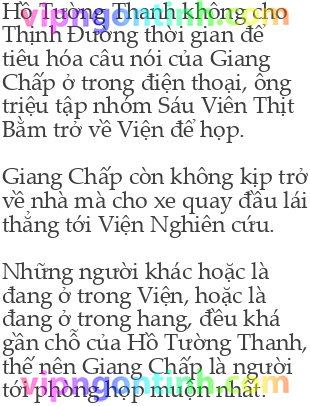 vipngontinh.com
Hồ Tường Thanh không cho
Thịnh Đường thời gian để
tiêu hóa câu nói của Giang
Chấp ở trong điện thoại, ông
triệu tập nhóm Sáu Viên Thịt
Bằm trở về Viện để họp.
Giang Chấp còn không kịp trở
về nhà mà cho xe quay đầu lái
thẳng tới Viện Nghiên cứu.
Những người khác hoặc là
đang ở trong Viện, hoặc là
đang ở trong hang, đều khá
gần chỗ của Hồ Tường Thanh,
thế nên Giang Chấp là người
tới phòng họp muộn nhất.
vipngontinh.com